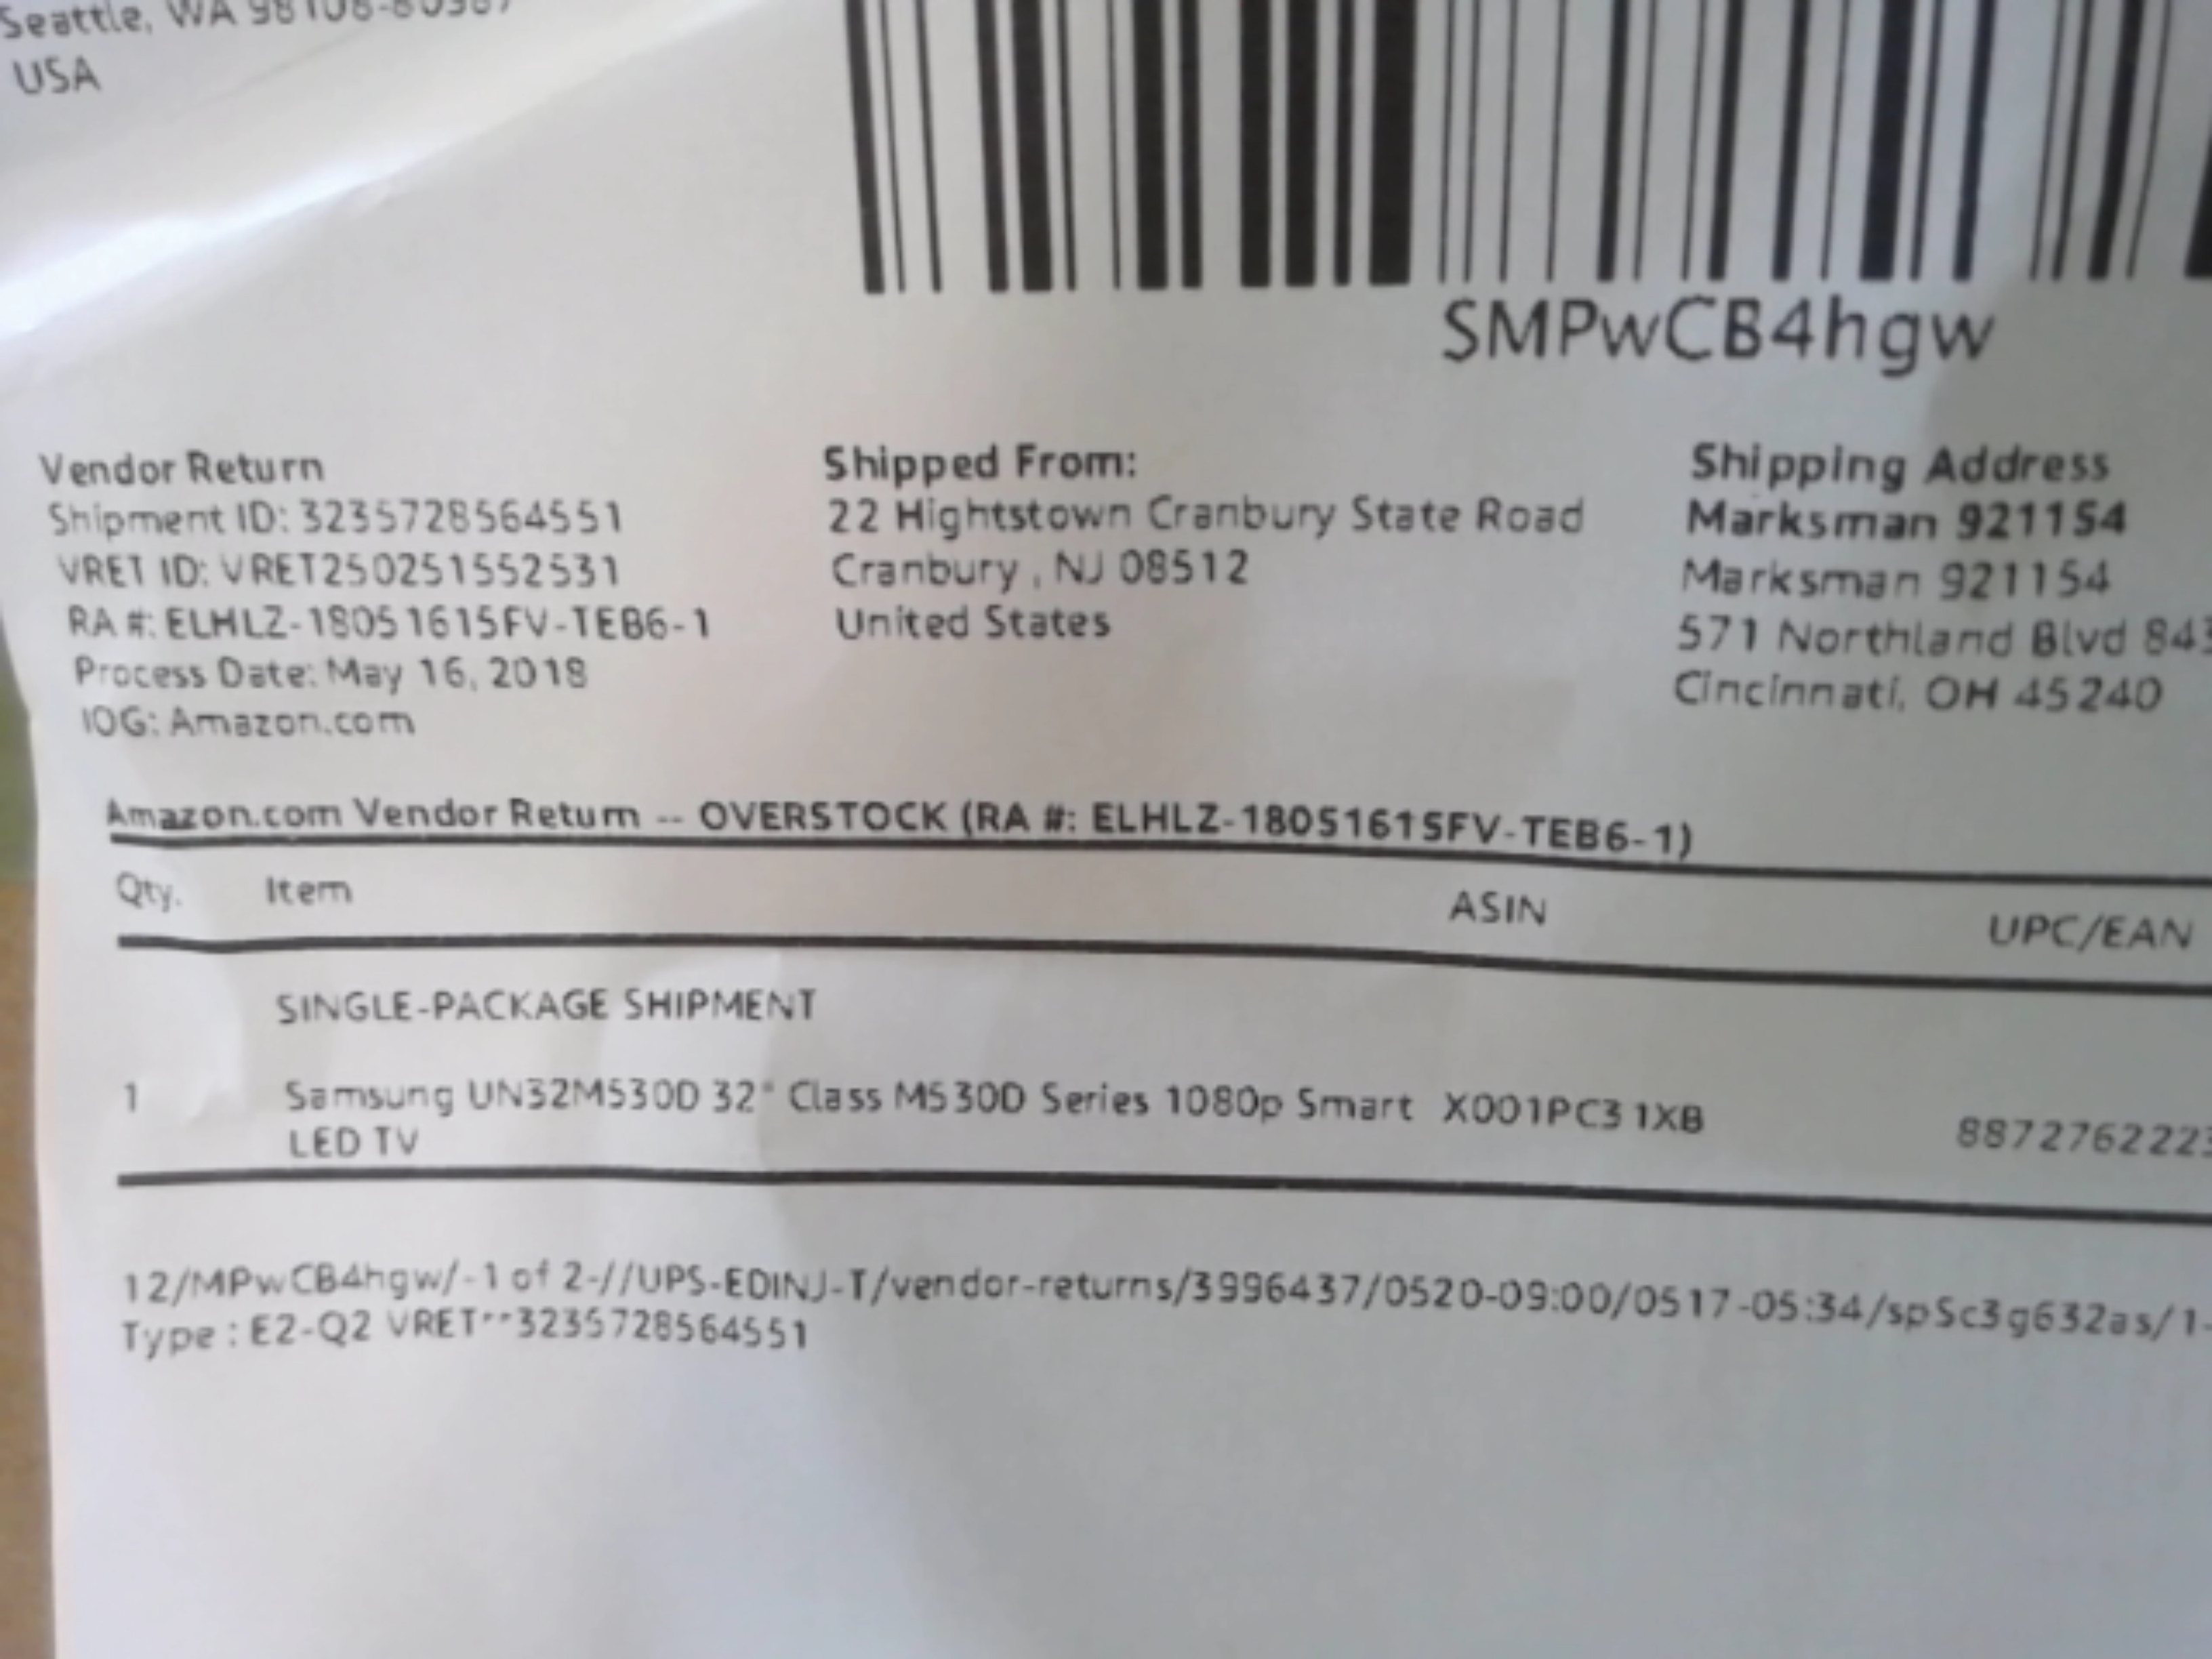 Seattle, WA
USA
SMPwCB4hgw
Vendor Return
Shipment ID: 3235728564551
VRET ID: VRET250251552531
RA #: ELHLZ-18051615FV-TEB6-1
Process Date: May 16, 2018
IOG: Amazon.com
Shipped From:
22 Hightstown Cranbury State Road
Cranbury , NJ 08512
United States
Shipping Address
Marksman 921154
Marksman 921154
571 Northland Blvd
Cincinnati, OH 45240
Amazon.com Vendor Return -- OVERSTOCK (RA #: ELHLZ-18051615FV-TEB6-1)
Qty. Item ASIN UPC/EAN
SINGLE-PACKAGE SHIPMENT
1 Samsung UN32M530D 32" Class M530D Series 1080p Smart X001PC31XB
LED TV
12/MPwCB4hgw/-1 of 2-//UPS-EDINJ-T/vendor-returns/3996437/0520-09:00/0517-05:34/spSc3g632as/1-
Type : E2-Q2 VRET**3235728564551